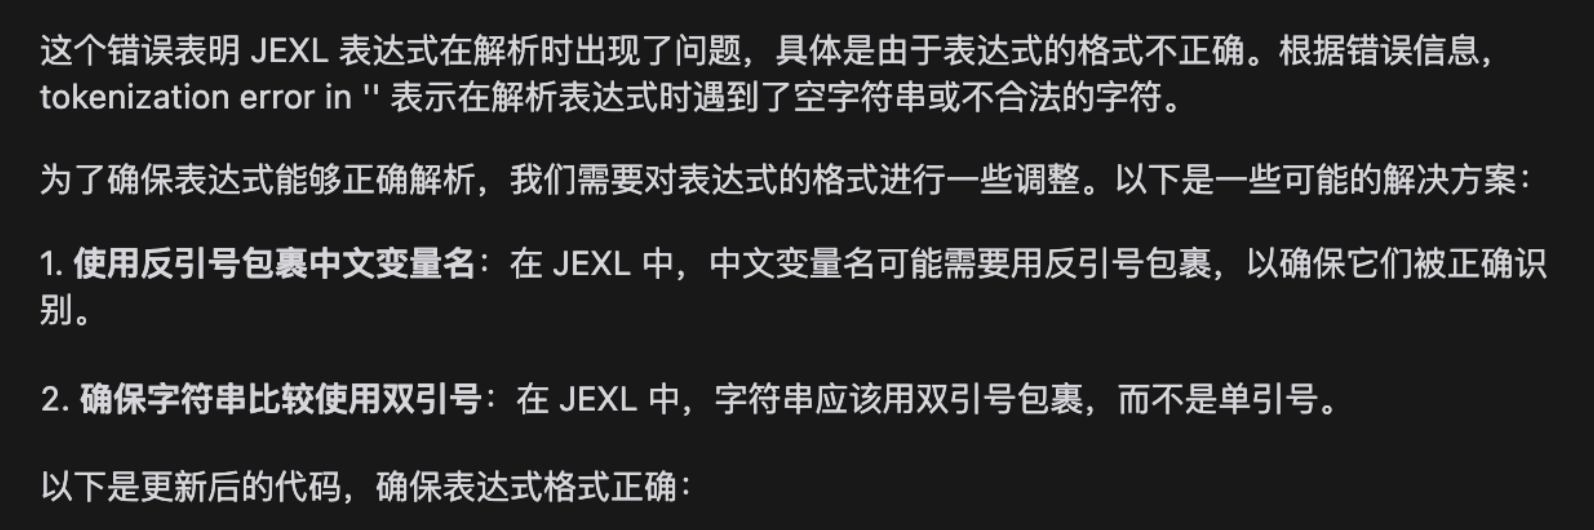 这个错误表明 JEXL 表达式在解析时出现了问题，具体是由于表达式的格式不正确。根据错误信息，
tokenization error in '' 表示在解析表达式时遇到了空字符串或不合法的字符。
为了确保表达式能够正确解析，我们需要对表达式的格式进行一些调整。以下是一些可能的解决方案：
1. 使用反引号包裹中文变量名：在 JEXL 中，中文变量名可能需要用反引号包裹，以确保它们被正确识
别。
2. 确保字符串比较使用双引号：在 JEXL 中，字符串应该用双引号包裹，而不是单引号。
以下是更新后的代码，确保表达式格式正确：